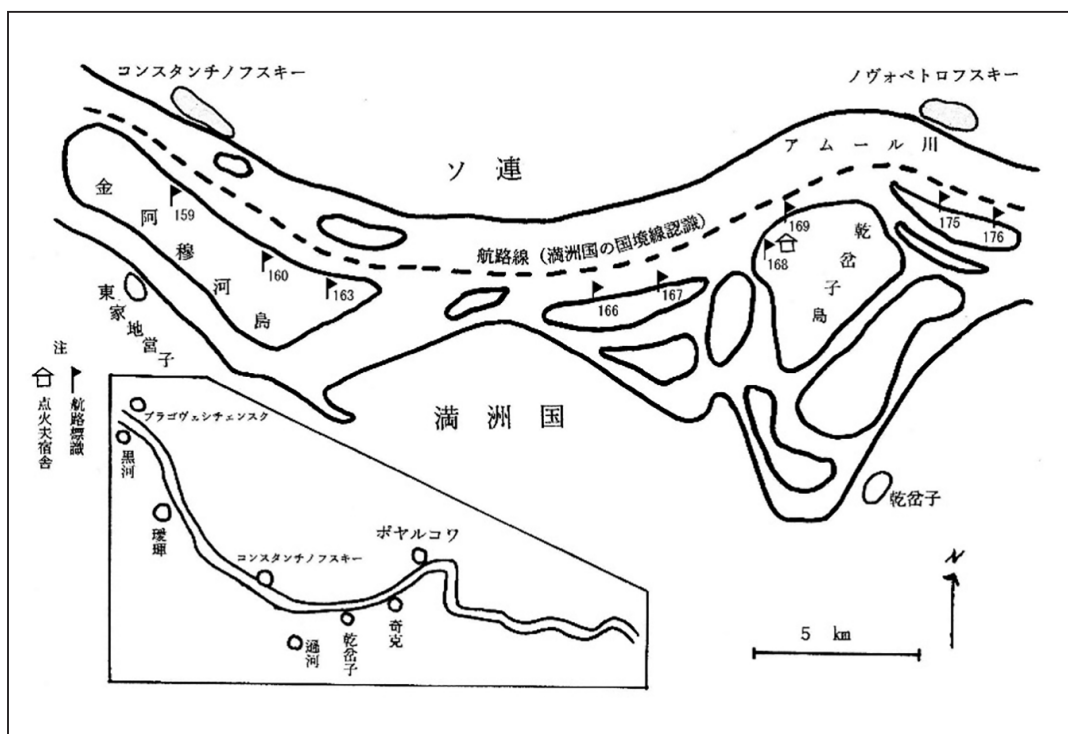 コンスタンチノフスキー
ノヴォペトロフスキー
アムール川
ソ連
航路線（満洲国の国境線認識）
金阿穆河島
159
160
163
166
167
168
169
175
176
乾岔子島
東家地営子
満洲国
乾岔子
注
航路標識
点火夫宿舎
ブラゴヴェシチェンスク
黒河
璦琿
コンスタンチノフスキー
ポヤルコワ
遜河
乾岔子
奇克
N
5 km